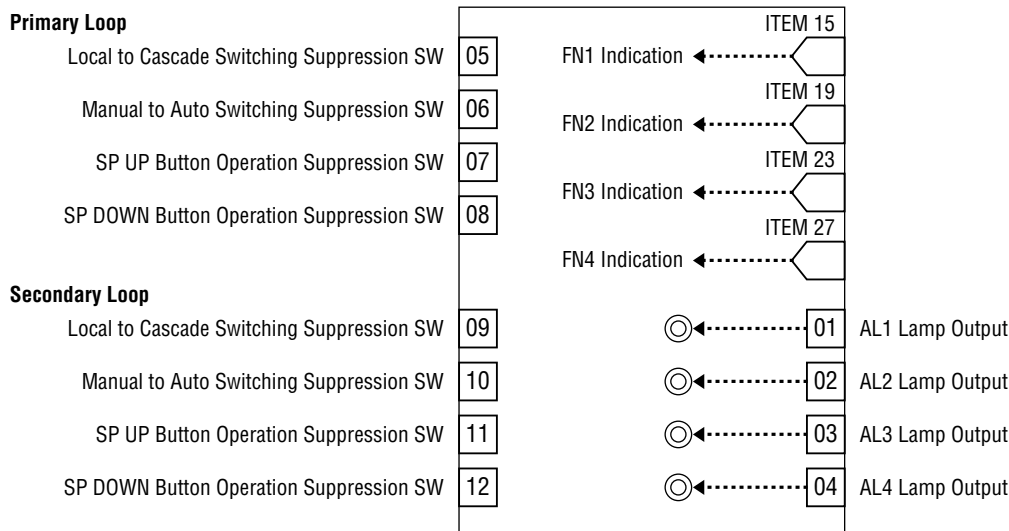 Primary Loop
Local to Cascade Switching Suppression SW 05
Manual to Auto Switching Suppression SW 06
SP UP Button Operation Suppression SW 07
SP DOWN Button Operation Suppression SW 08
Secondary Loop
Local to Cascade Switching Suppression SW 09
Manual to Auto Switching Suppression SW 10
SP UP Button Operation Suppression SW 11
SP DOWN Button Operation Suppression SW 12
ITEM 15
FN1 Indication
ITEM 19
FN2 Indication
ITEM 23
FN3 Indication
ITEM 27
FN4 Indication
01 AL1 Lamp Output
02 AL2 Lamp Output
03 AL3 Lamp Output
04 AL4 Lamp Output